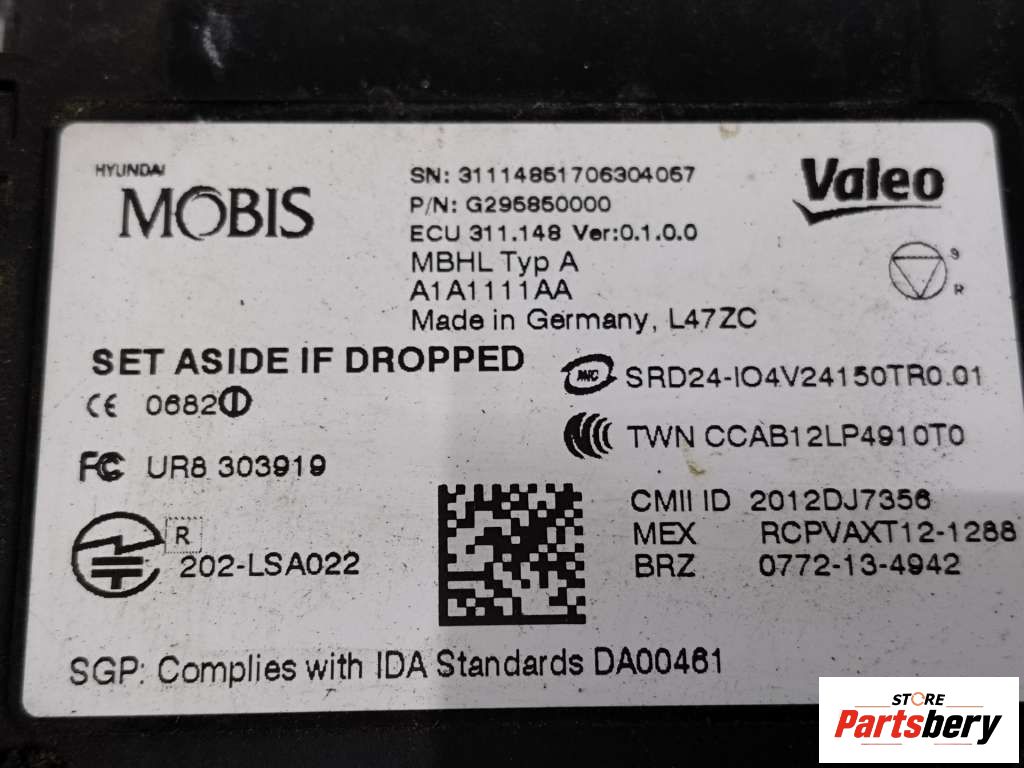 HYUNDAI
MOBIS
SN: 31114851706304057
P/N: G295850000
ECU 311.148 Ver:0.1.0.0
MBHL Typ A
A1A1111AA
Made in Germany, L47ZC
Valeo
9
R
SET ASIDE IF DROPPED
CE 0682
FC UR8 303919
R
202-LSA022
SRD24-IO4V24150TR0.01
TWN CCAB12LP4910T0
CMII ID 2012DJ7356
MEX RCPVAXT12-1288
BRZ 0772-13-4942
SGP: Complies with IDA Standards DA00461
STORE
Partsbery